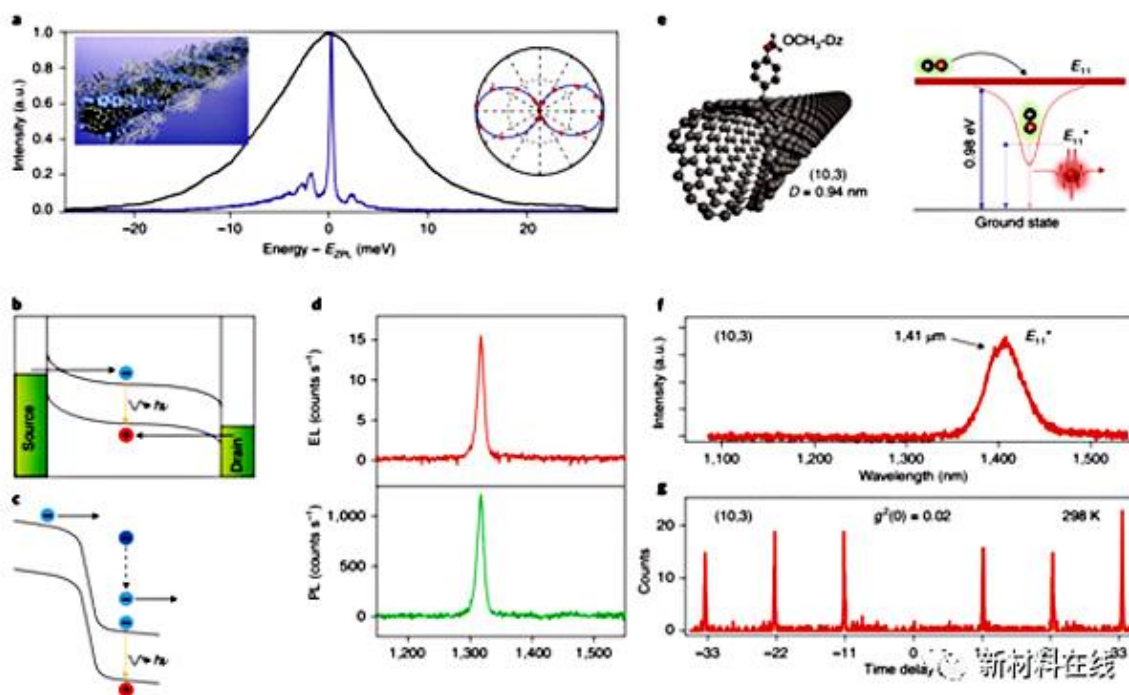 a
Intensity (a.u.)
1.0
0.8
0.6
0.4
0.2
0.0
−20
−10
0
10
20
Energy − E_ZPL (meV)
e
OCH₃-Dz
(10,3)
D = 0.94 nm
E₁₁
0.98 eV
E₁₁*
Ground state
b
Source
hν
Drain
c
hν
d
EL (counts s⁻¹)
15
10
5
0
PL (counts s⁻¹)
1,000
500
0
1,200
1,300
1,400
1,500
f
(10,3)
1,41 μm
E₁₁*
Intensity (a.u.)
1,100
1,200
1,300
1,400
1,500
Wavelength (nm)
g
(10,3)
g²(0) = 0.02
298 K
Counts
20
10
0
−33
−22
−11
0
33
Time delay
新材料在线